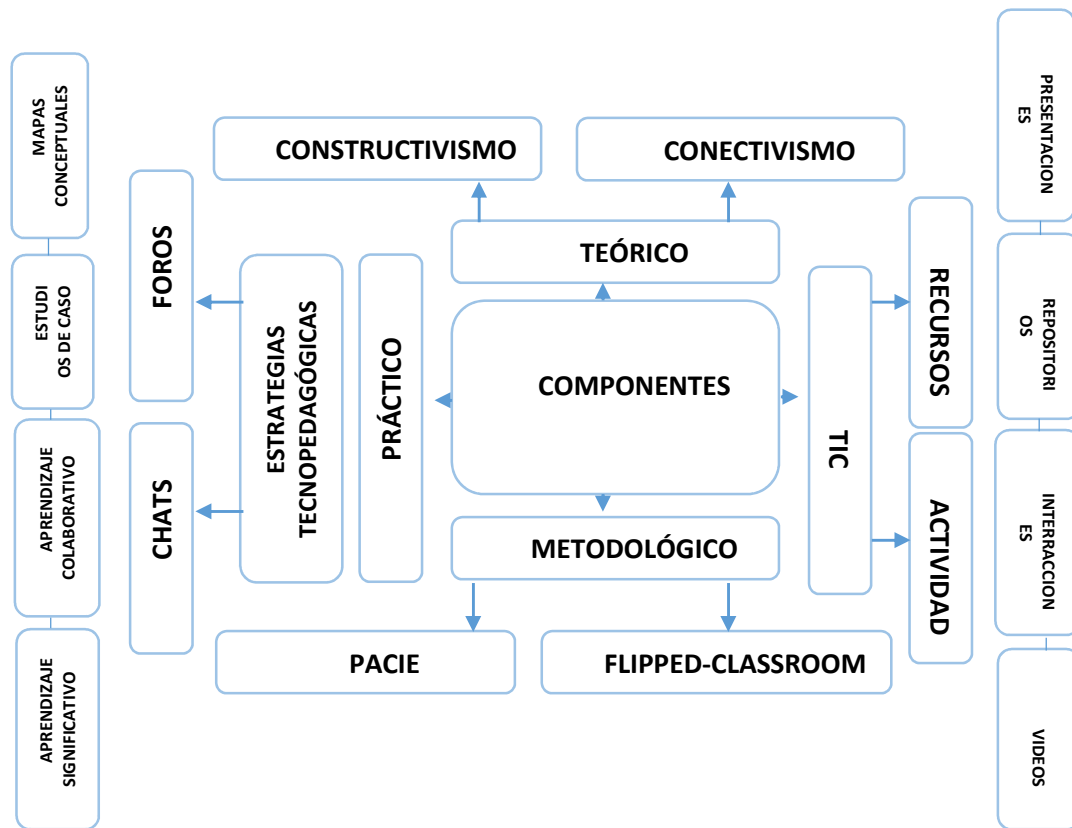 MAPAS
CONCEPTUALES
ESTUDI
OS DE CASO
APRENDIZAJE
COLABORATIVO
APRENDIZAJE
SIGNIFICATIVO
FOROS
CHATS
ESTRATEGIAS
TECNOPEDAGÓGICAS
PRÁCTICO
CONSTRUCTIVISMO
CONECTIVISMO
TEÓRICO
COMPONENTES
METODOLÓGICO
PACIE
FLIPPED-CLASSROOM
TIC
RECURSOS
ACTIVIDAD
PRESENTACION
ES
REPOSITORI
OS
INTERRACCION
ES
VIDEOS